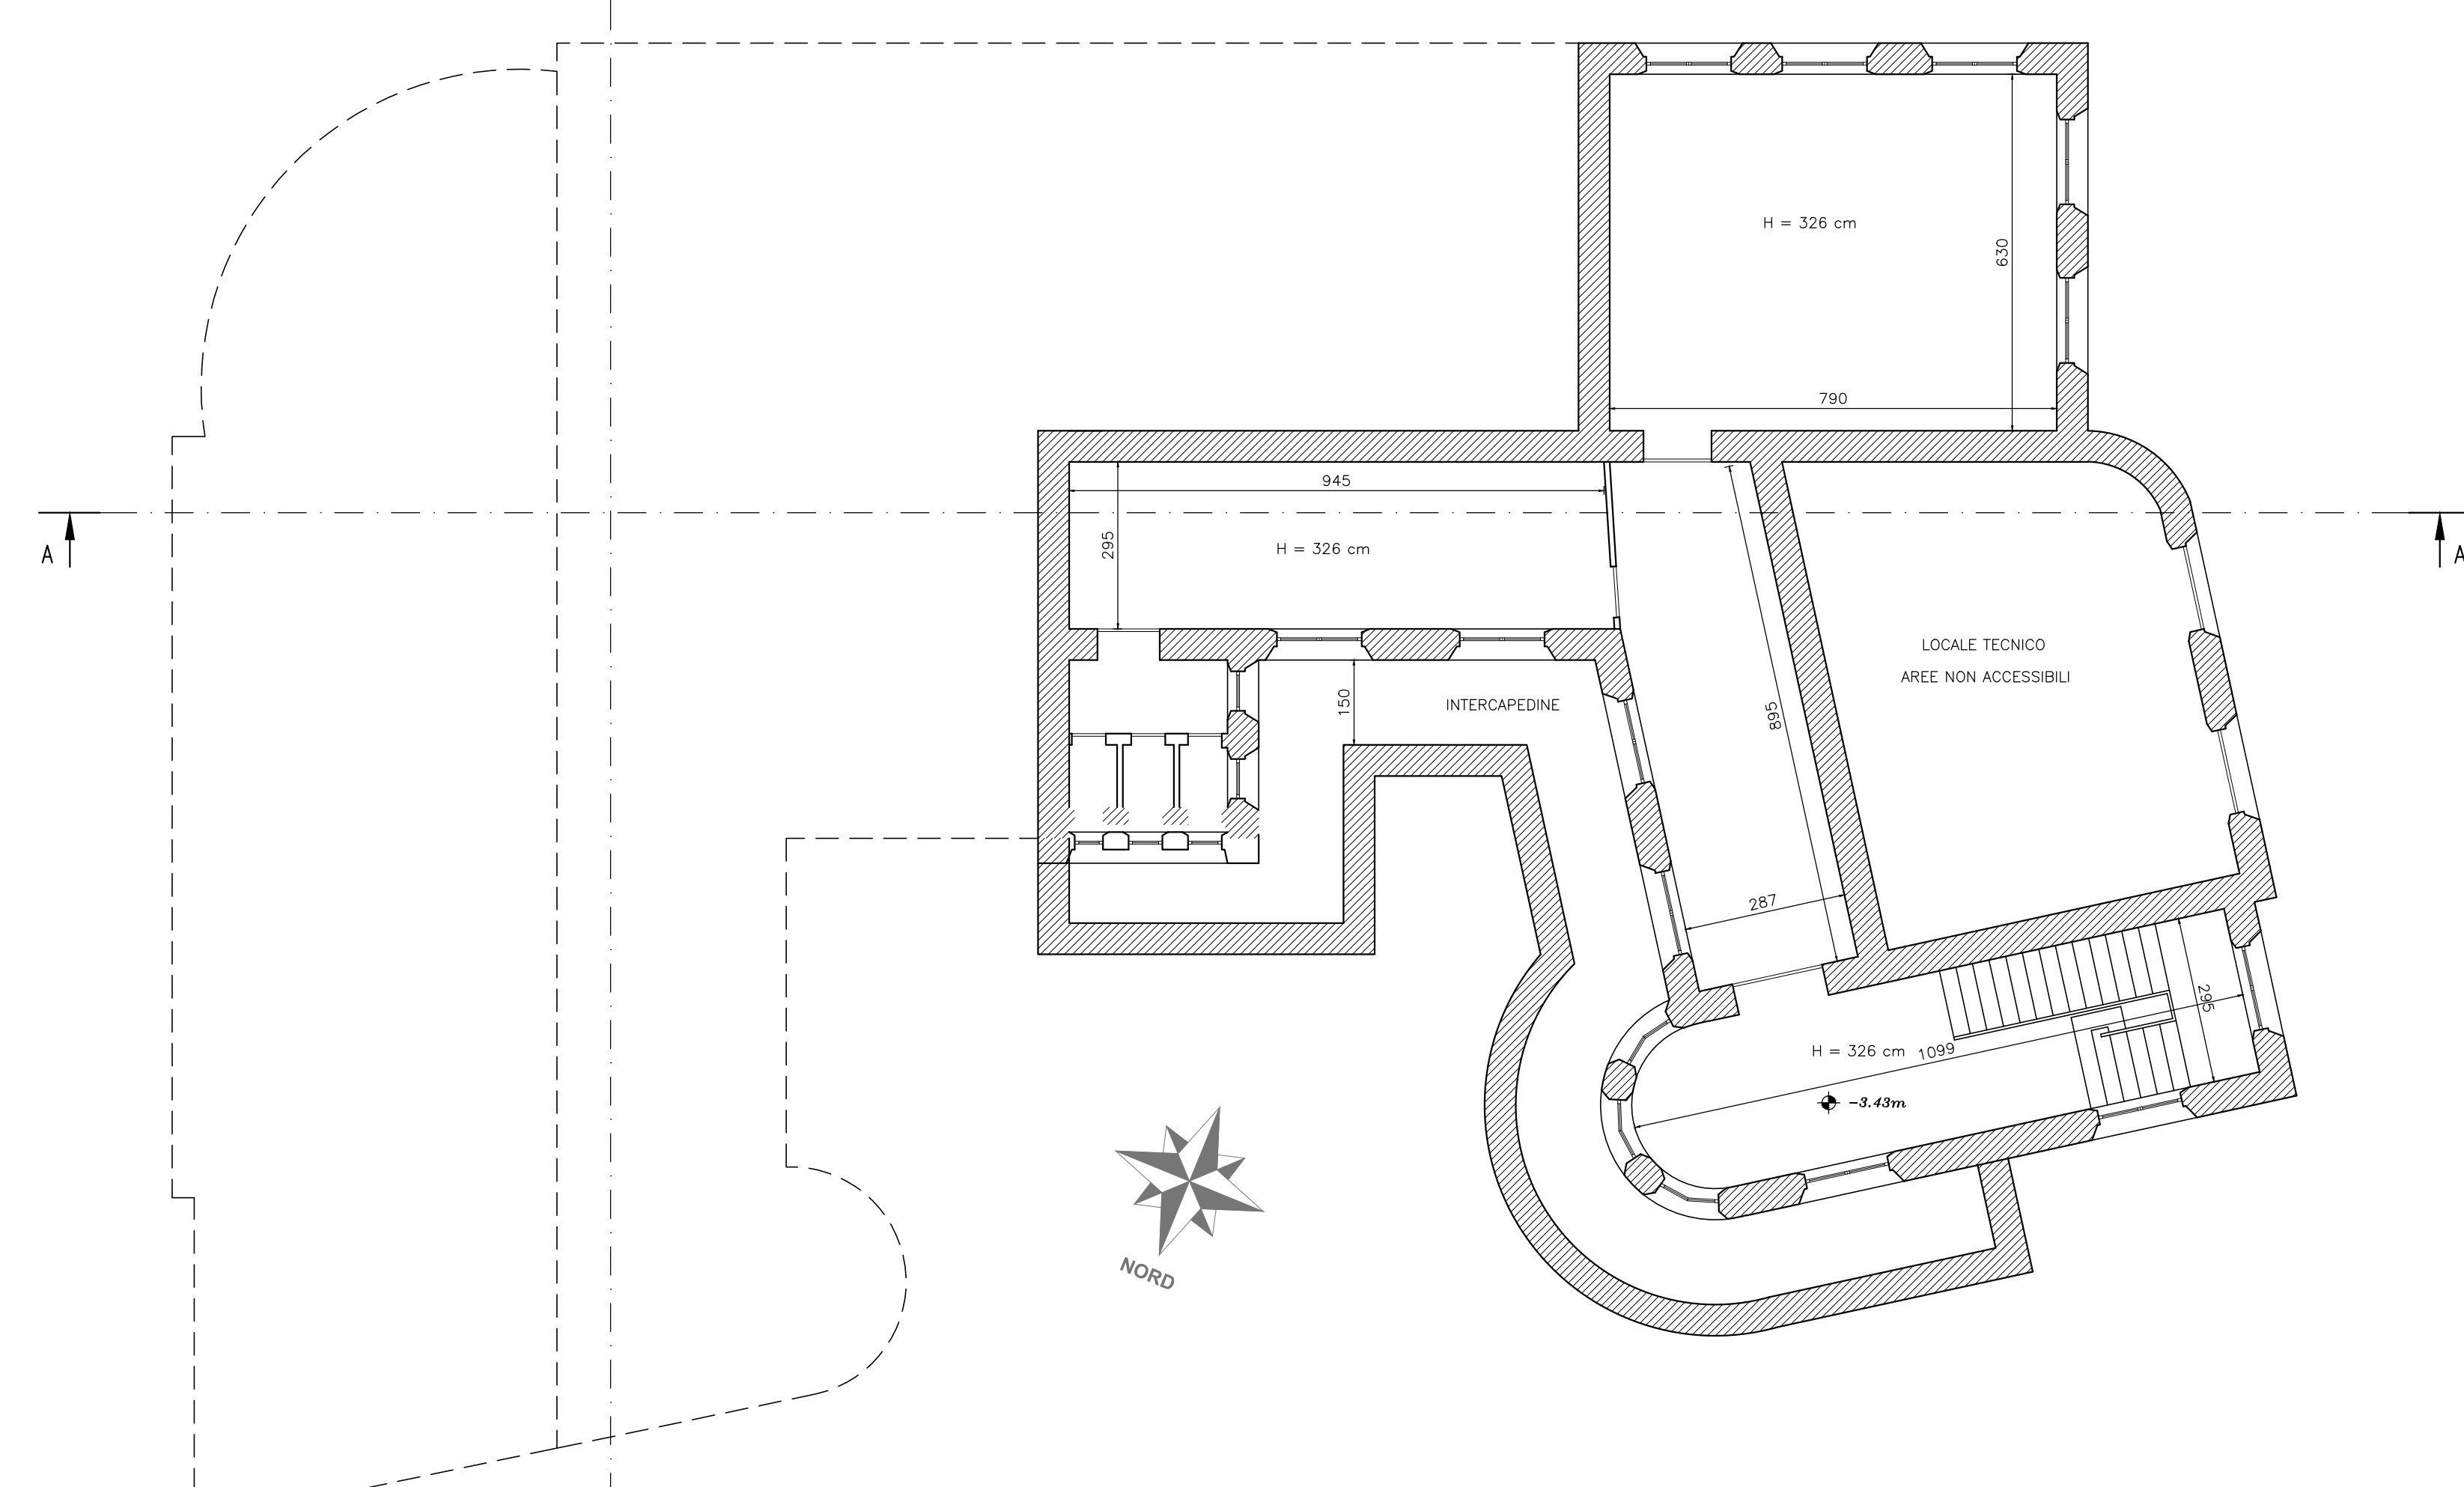 H = 326 cm
630
790
945
A
A
295
H = 326 cm
LOCALE TECNICO
AREE NON ACCESSIBILI
150
INTERCAPEDINE
895
287
295
H = 326 cm
1099
-3.43m
NORD